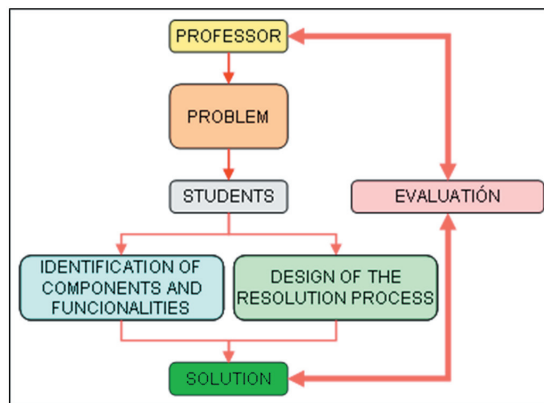 PROFESSOR
PROBLEM
STUDENTS
EVALUATIÓN
IDENTIFICATION OF
COMPONENTS AND
FUNCIONALITIES
DESIGN OF THE
RESOLUTION PROCESS
SOLUTION